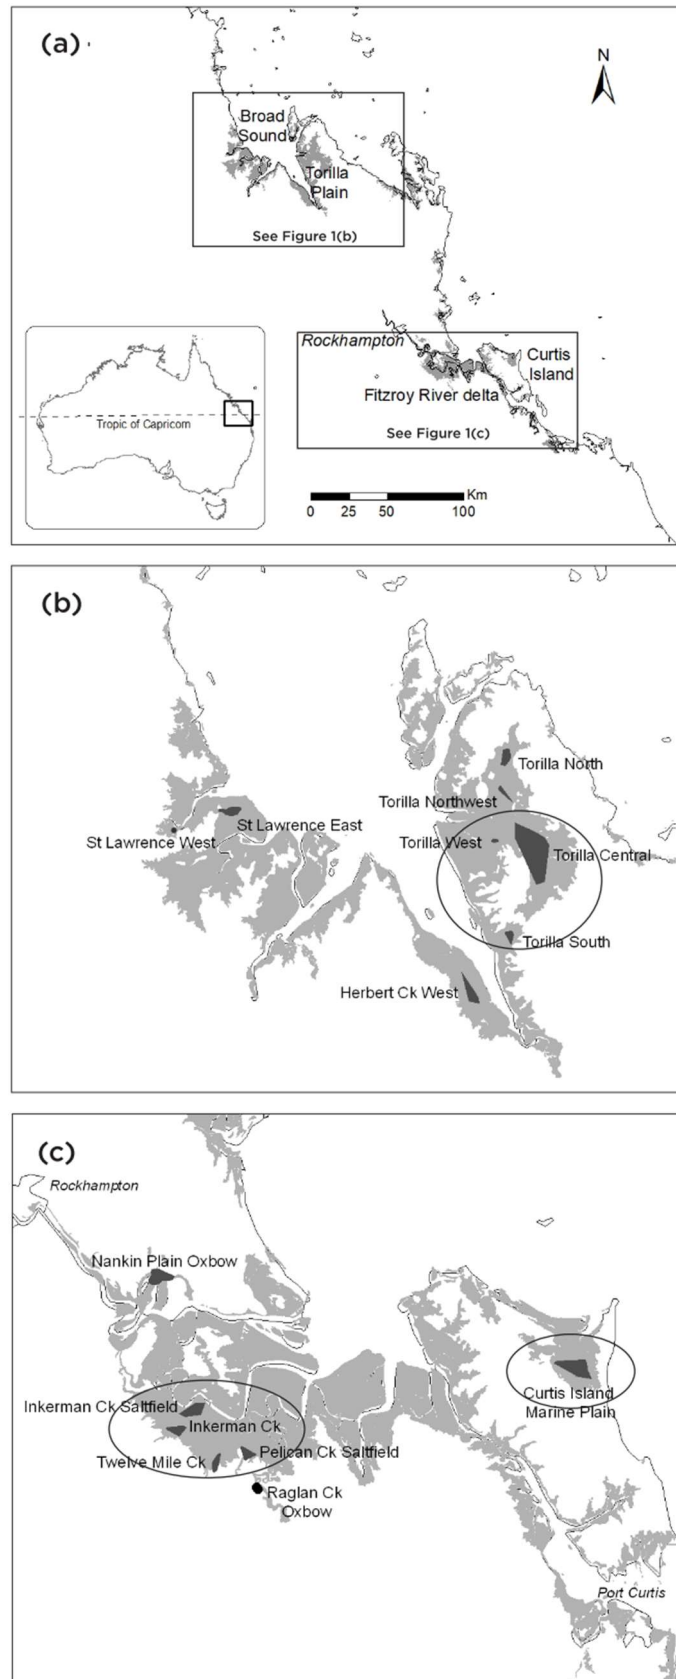 (a)
N
Broad
Sound
Torilla
Plain
See Figure 1(b)
Rockhampton
Curtis
Island
Fitzroy River delta
See Figure 1(c)
Tropic of Capricorn
Km
0 25 50 100
(b)
Torilla North
Torilla Northwest
St Lawrence East
St Lawrence West
Torilla West
Torilla Central
Torilla South
Herbert Ck West
(c)
Rockhampton
Nankin Plain Oxbow
Curtis Island
Marine Plain
Inkerman Ck Saltfield
Inkerman Ck
Pelican Ck Saltfield
Twelve Mile Ck
Raglan Ck
Oxbow
Port Curtis